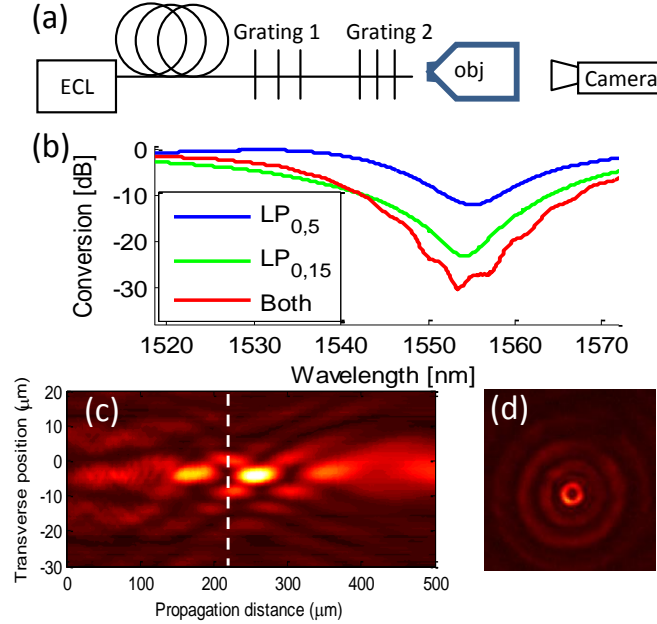 (a)
Grating 1
Grating 2
ECL
obj
Camera
(b)
Conversion [dB]
0
-10
-20
-30
LP0,5
LP0,15
Both
1520
1530
1540
1550
1560
1570
Wavelength [nm]
(c)
Transverse position (μm)
20
10
0
-10
-20
-30
0
100
200
300
400
500
Propagation distance (μm)
(d)